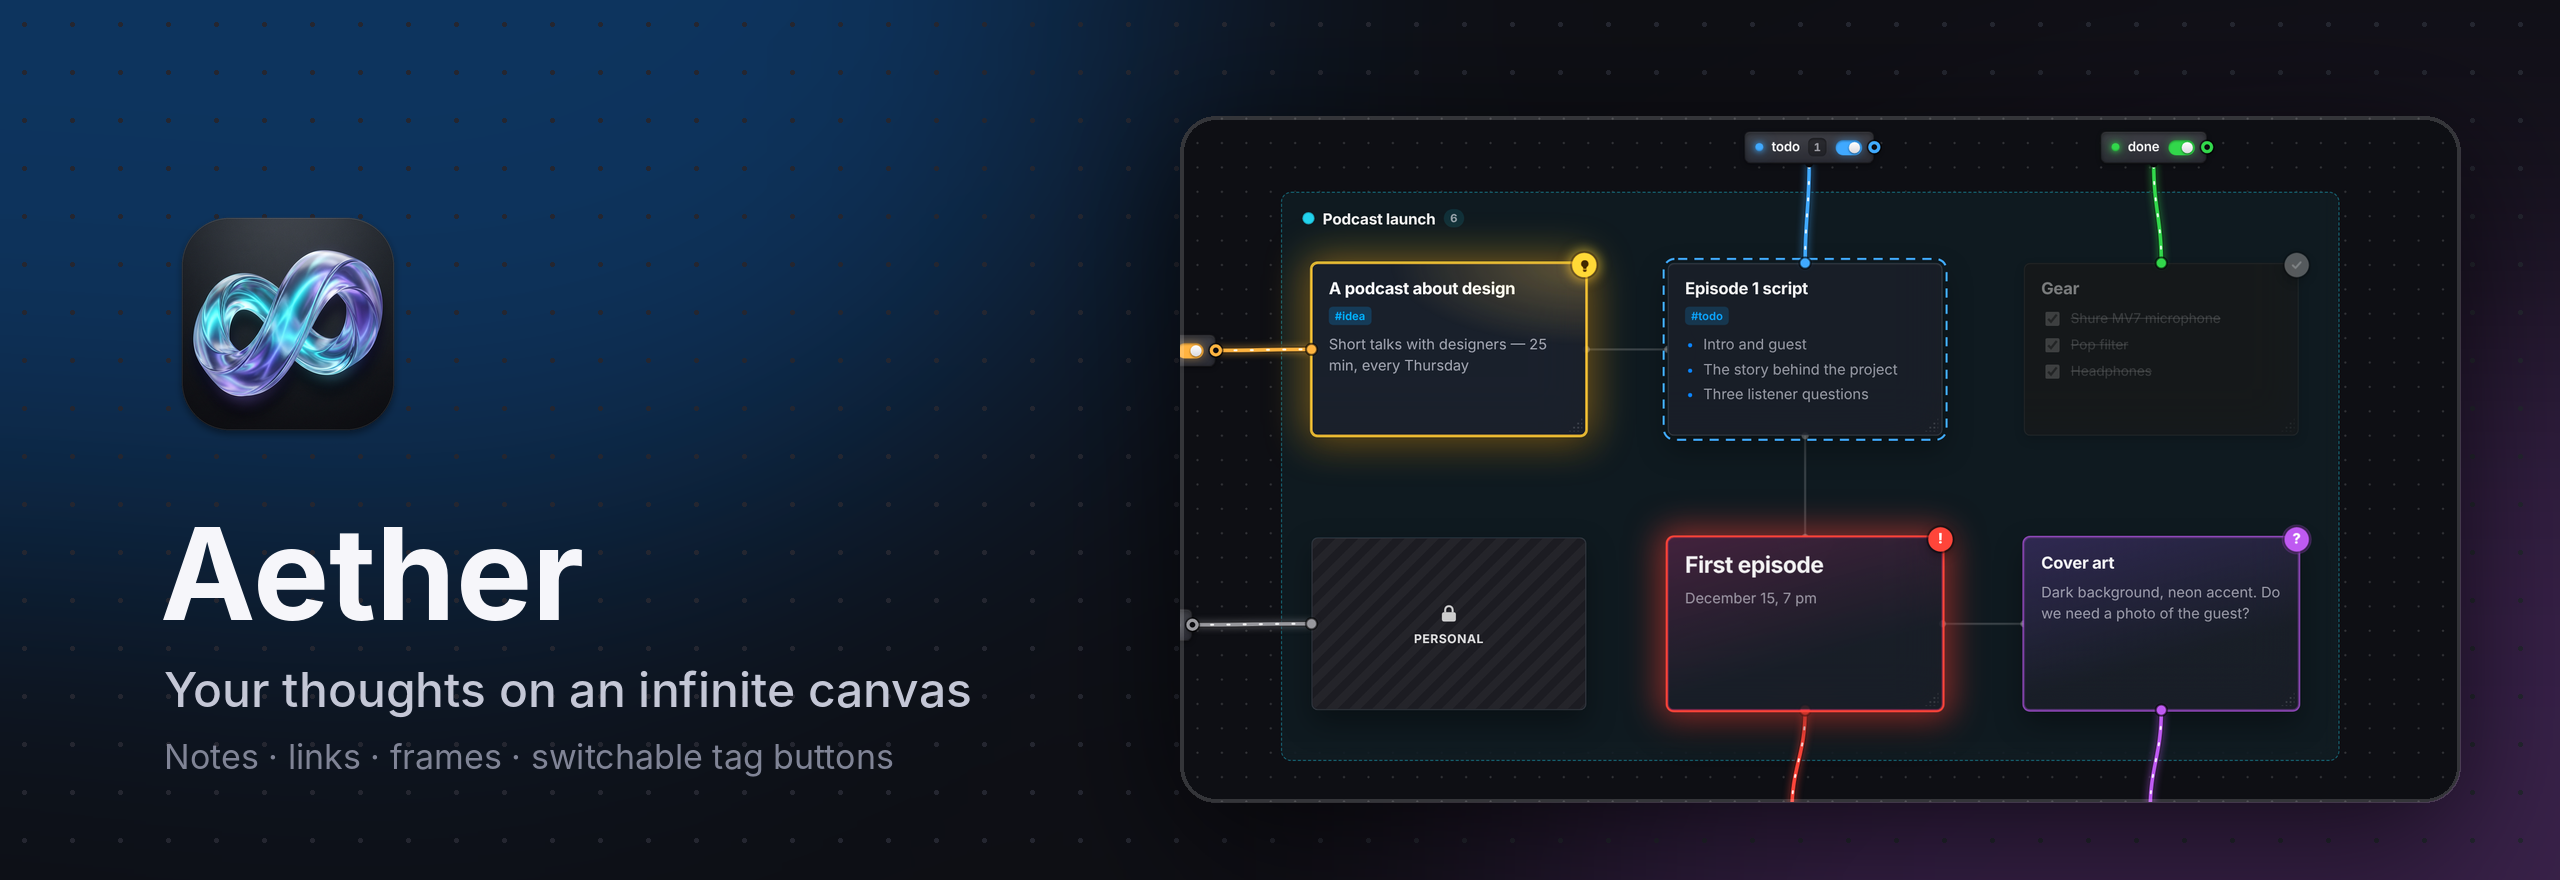 Aether
Your thoughts on an infinite canvas
Notes · links · frames · switchable tag buttons
todo 1
done
Podcast launch 6
A podcast about design
#idea
Short talks with designers — 25
min, every Thursday
Episode 1 script
#todo
• Intro and guest
• The story behind the project
• Three listener questions
Gear
Shure MV7 microphone
Pop filter
Headphones
PERSONAL
First episode
!
December 15, 7 pm
Cover art
?
Dark background, neon accent. Do
we need a photo of the guest?